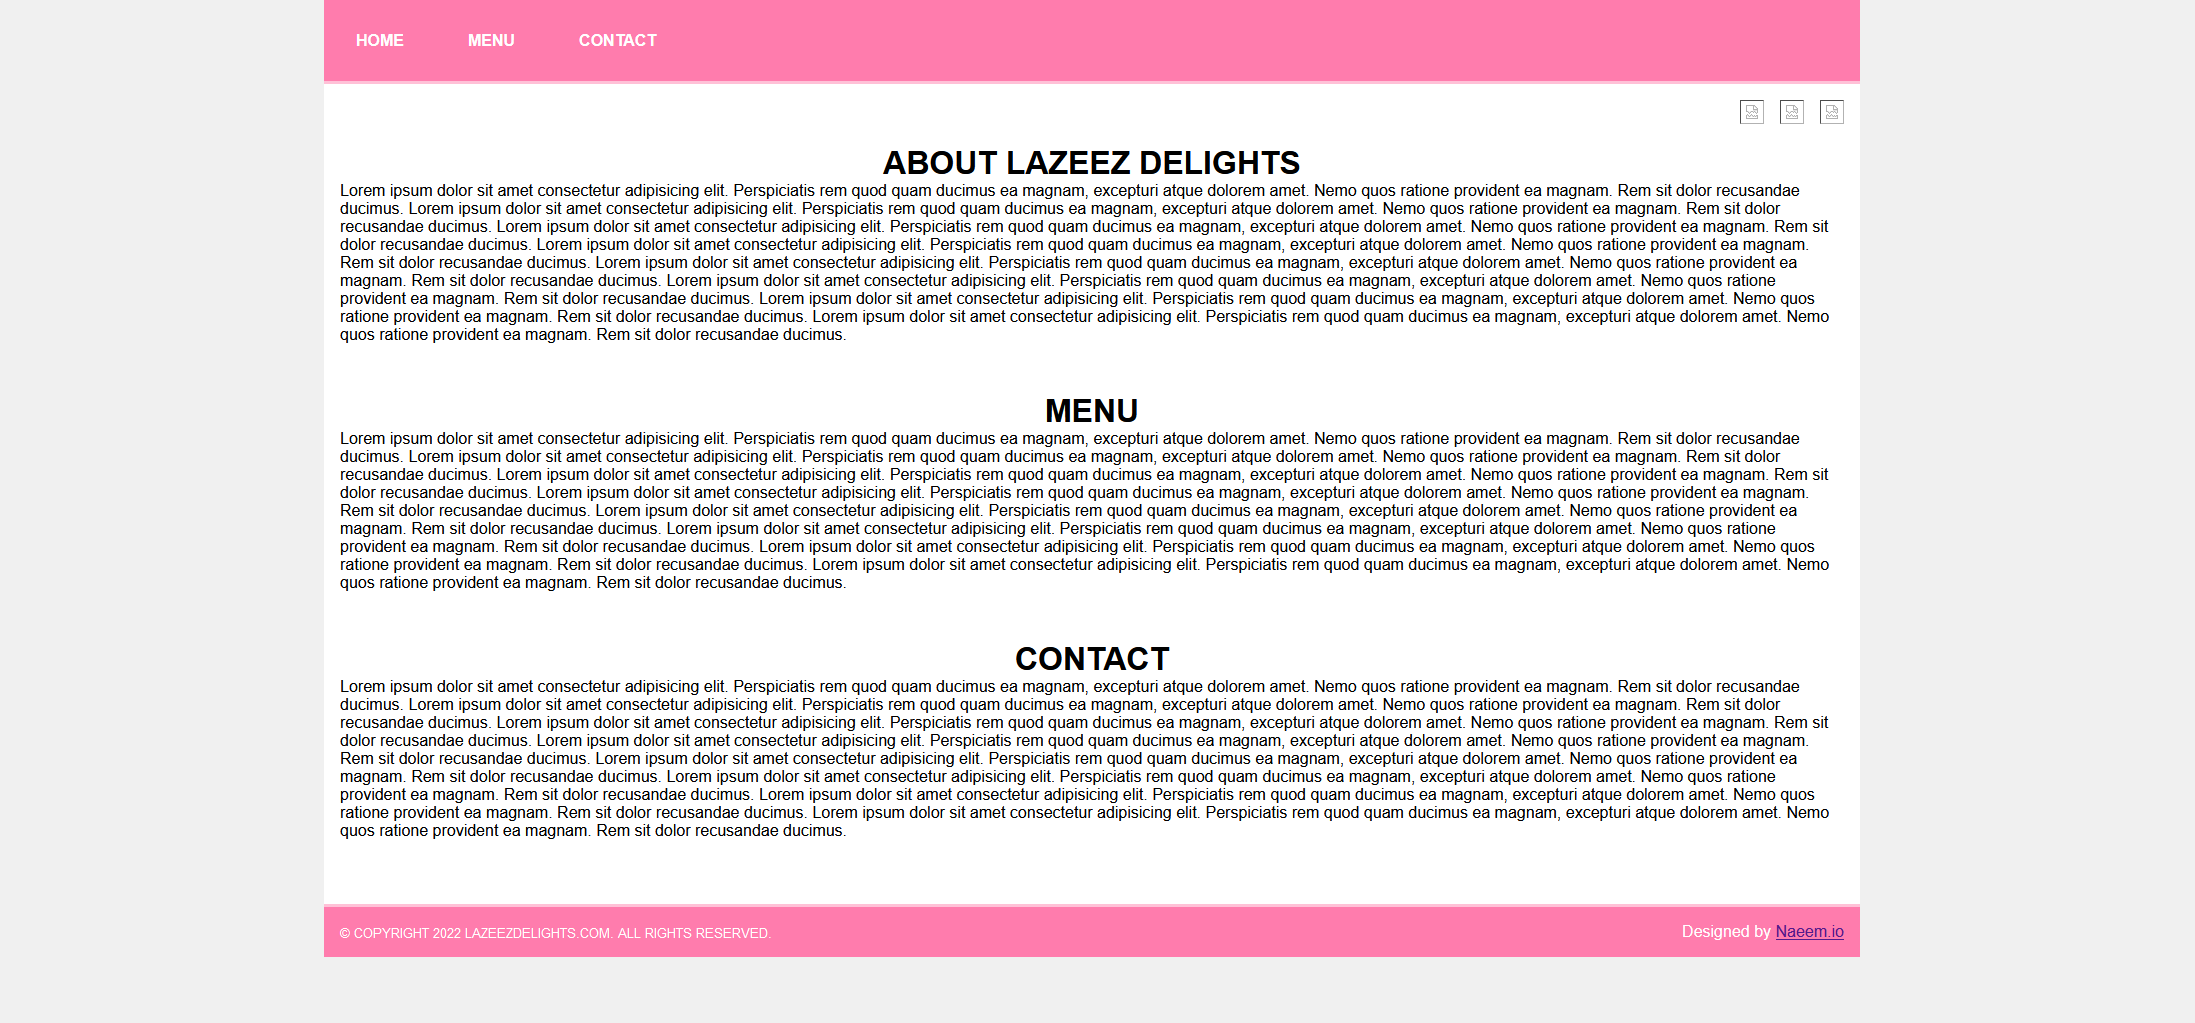 HOME MENU CONTACT
ABOUT LAZEEZ DELIGHTS
Lorem ipsum dolor sit amet consectetur adipisicing elit. Perspiciatis rem quod quam ducimus ea magnam, excepturi atque dolorem amet. Nemo quos ratione provident ea magnam. Rem sit dolor recusandae
ducimus. Lorem ipsum dolor sit amet consectetur adipisicing elit. Perspiciatis rem quod quam ducimus ea magnam, excepturi atque dolorem amet. Nemo quos ratione provident ea magnam. Rem sit dolor
recusandae ducimus. Lorem ipsum dolor sit amet consectetur adipisicing elit. Perspiciatis rem quod quam ducimus ea magnam, excepturi atque dolorem amet. Nemo quos ratione provident ea magnam. Rem sit
dolor recusandae ducimus. Lorem ipsum dolor sit amet consectetur adipisicing elit. Perspiciatis rem quod quam ducimus ea magnam, excepturi atque dolorem amet. Nemo quos ratione provident ea magnam.
Rem sit dolor recusandae ducimus. Lorem ipsum dolor sit amet consectetur adipisicing elit. Perspiciatis rem quod quam ducimus ea magnam, excepturi atque dolorem amet. Nemo quos ratione provident ea
magnam. Rem sit dolor recusandae ducimus. Lorem ipsum dolor sit amet consectetur adipisicing elit. Perspiciatis rem quod quam ducimus ea magnam, excepturi atque dolorem amet. Nemo quos ratione
provident ea magnam. Rem sit dolor recusandae ducimus. Lorem ipsum dolor sit amet consectetur adipisicing elit. Perspiciatis rem quod quam ducimus ea magnam, excepturi atque dolorem amet. Nemo quos
ratione provident ea magnam. Rem sit dolor recusandae ducimus. Lorem ipsum dolor sit amet consectetur adipisicing elit. Perspiciatis rem quod quam ducimus ea magnam, excepturi atque dolorem amet. Nemo
quos ratione provident ea magnam. Rem sit dolor recusandae ducimus.
MENU
Lorem ipsum dolor sit amet consectetur adipisicing elit. Perspiciatis rem quod quam ducimus ea magnam, excepturi atque dolorem amet. Nemo quos ratione provident ea magnam. Rem sit dolor recusandae
ducimus. Lorem ipsum dolor sit amet consectetur adipisicing elit. Perspiciatis rem quod quam ducimus ea magnam, excepturi atque dolorem amet. Nemo quos ratione provident ea magnam. Rem sit dolor
recusandae ducimus. Lorem ipsum dolor sit amet consectetur adipisicing elit. Perspiciatis rem quod quam ducimus ea magnam, excepturi atque dolorem amet. Nemo quos ratione provident ea magnam. Rem sit
dolor recusandae ducimus. Lorem ipsum dolor sit amet consectetur adipisicing elit. Perspiciatis rem quod quam ducimus ea magnam, excepturi atque dolorem amet. Nemo quos ratione provident ea magnam.
Rem sit dolor recusandae ducimus. Lorem ipsum dolor sit amet consectetur adipisicing elit. Perspiciatis rem quod quam ducimus ea magnam, excepturi atque dolorem amet. Nemo quos ratione provident ea
magnam. Rem sit dolor recusandae ducimus. Lorem ipsum dolor sit amet consectetur adipisicing elit. Perspiciatis rem quod quam ducimus ea magnam, excepturi atque dolorem amet. Nemo quos ratione
provident ea magnam. Rem sit dolor recusandae ducimus. Lorem ipsum dolor sit amet consectetur adipisicing elit. Perspiciatis rem quod quam ducimus ea magnam, excepturi atque dolorem amet. Nemo quos
ratione provident ea magnam. Rem sit dolor recusandae ducimus. Lorem ipsum dolor sit amet consectetur adipisicing elit. Perspiciatis rem quod quam ducimus ea magnam, excepturi atque dolorem amet. Nemo
quos ratione provident ea magnam. Rem sit dolor recusandae ducimus.
CONTACT
Lorem ipsum dolor sit amet consectetur adipisicing elit. Perspiciatis rem quod quam ducimus ea magnam, excepturi atque dolorem amet. Nemo quos ratione provident ea magnam. Rem sit dolor recusandae
ducimus. Lorem ipsum dolor sit amet consectetur adipisicing elit. Perspiciatis rem quod quam ducimus ea magnam, excepturi atque dolorem amet. Nemo quos ratione provident ea magnam. Rem sit dolor
recusandae ducimus. Lorem ipsum dolor sit amet consectetur adipisicing elit. Perspiciatis rem quod quam ducimus ea magnam, excepturi atque dolorem amet. Nemo quos ratione provident ea magnam. Rem sit
dolor recusandae ducimus. Lorem ipsum dolor sit amet consectetur adipisicing elit. Perspiciatis rem quod quam ducimus ea magnam, excepturi atque dolorem amet. Nemo quos ratione provident ea magnam.
Rem sit dolor recusandae ducimus. Lorem ipsum dolor sit amet consectetur adipisicing elit. Perspiciatis rem quod quam ducimus ea magnam, excepturi atque dolorem amet. Nemo quos ratione provident ea
magnam. Rem sit dolor recusandae ducimus. Lorem ipsum dolor sit amet consectetur adipisicing elit. Perspiciatis rem quod quam ducimus ea magnam, excepturi atque dolorem amet. Nemo quos ratione
provident ea magnam. Rem sit dolor recusandae ducimus. Lorem ipsum dolor sit amet consectetur adipisicing elit. Perspiciatis rem quod quam ducimus ea magnam, excepturi atque dolorem amet. Nemo quos
ratione provident ea magnam. Rem sit dolor recusandae ducimus. Lorem ipsum dolor sit amet consectetur adipisicing elit. Perspiciatis rem quod quam ducimus ea magnam, excepturi atque dolorem amet. Nemo
quos ratione provident ea magnam. Rem sit dolor recusandae ducimus.
© COPYRIGHT 2022 LAZEEZDELIGHTS.COM. ALL RIGHTS RESERVED. Designed by Naeem.io